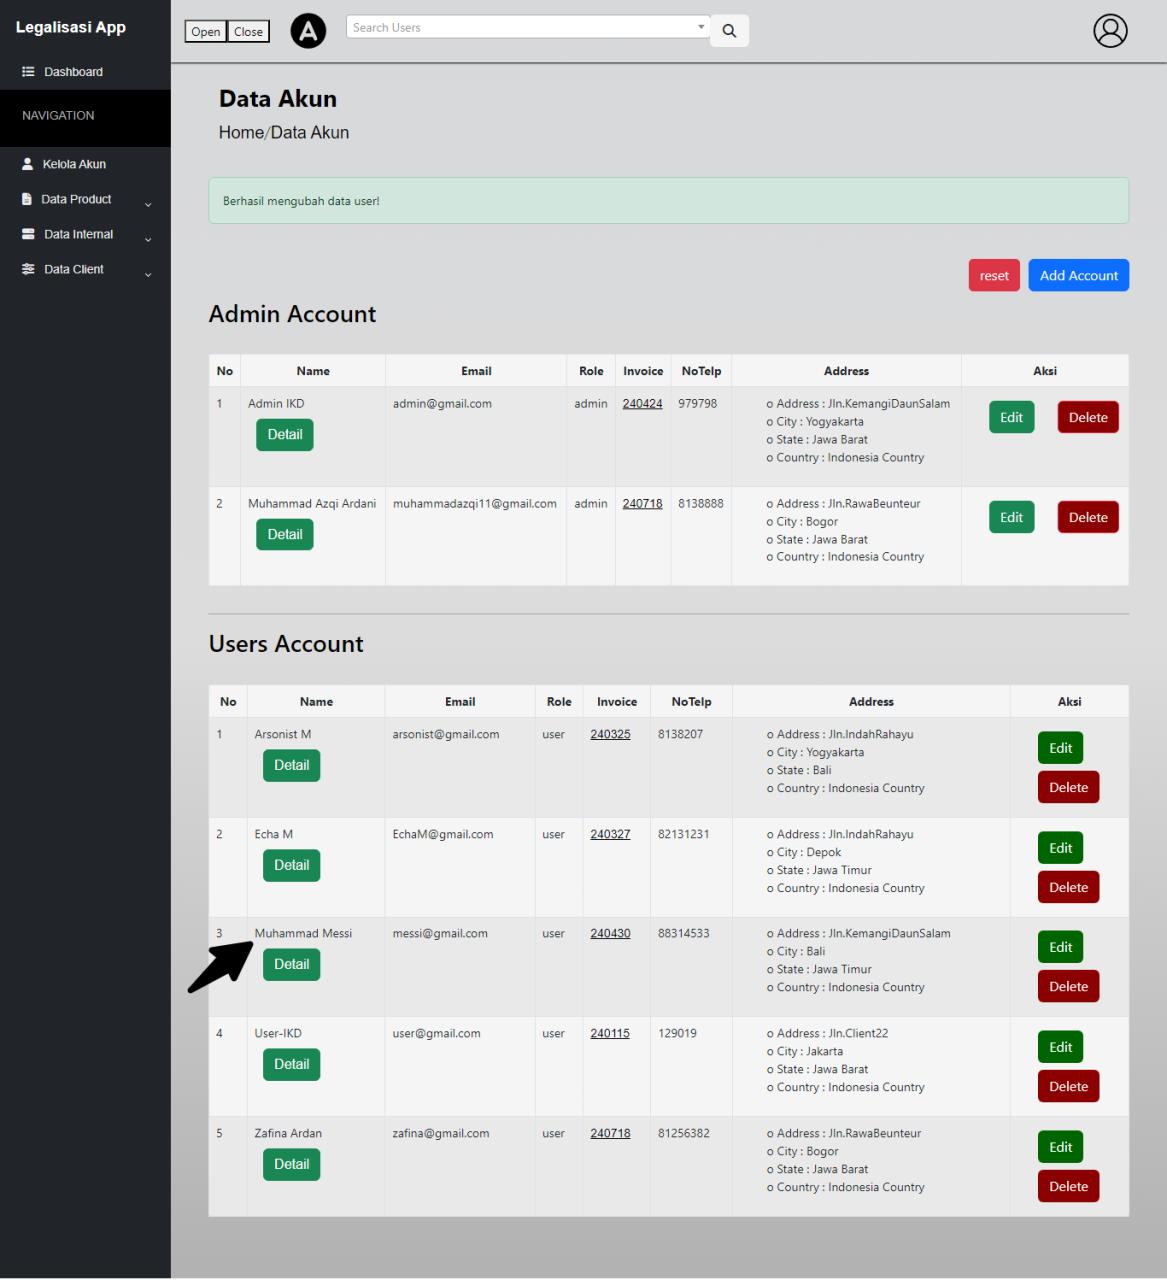 Legalisasi App
Open Close A Search Users
Dashboard
NAVIGATION
Kelola Akun
Data Product
Data Internal
Data Client
Data Akun
Home/Data Akun
Berhasil mengubah data user!
reset Add Account
Admin Account
No Name Email Role Invoice NoTelp Address Aksi
1 Admin IKD admin@gmail.com admin 240424 979798 o Address : Jln.KemangiDaunSalam Edit Delete
Detail o City : Yogyakarta
o State : Jawa Barat
o Country : Indonesia Country
2 Muhammad Azqi Ardani muhammadazqi11@gmail.com admin 240718 8138888 o Address : Jln.RawaBeunteur Edit Delete
Detail o City : Bogor
o State : Jawa Barat
o Country : Indonesia Country
Users Account
No Name Email Role Invoice NoTelp Address Aksi
1 Arsonist M arsonist@gmail.com user 240325 8138207 o Address : Jln.IndahRahayu Edit
Detail o City : Yogyakarta
o State : Bali
o Country : Indonesia Country Delete
2 Echa M EchaM@gmail.com user 240327 82131231 o Address : Jln.IndahRahayu Edit
Detail o City : Depok
o State : Jawa Timur
o Country : Indonesia Country Delete
3 Muhammad Messi messi@gmail.com user 240430 88314533 o Address : Jln.KemangiDaunSalam Edit
Detail o City : Bali
o State : Jawa Timur
o Country : Indonesia Country Delete
4 User-IKD user@gmail.com user 240115 129019 o Address : Jln.Client22 Edit
Detail o City : Jakarta
o State : Jawa Barat
o Country : Indonesia Country Delete
5 Zafina Ardan zafina@gmail.com user 240718 81256382 o Address : Jln.RawaBeunteur Edit
Detail o City : Bogor
o State : Jawa Barat
o Country : Indonesia Country Delete